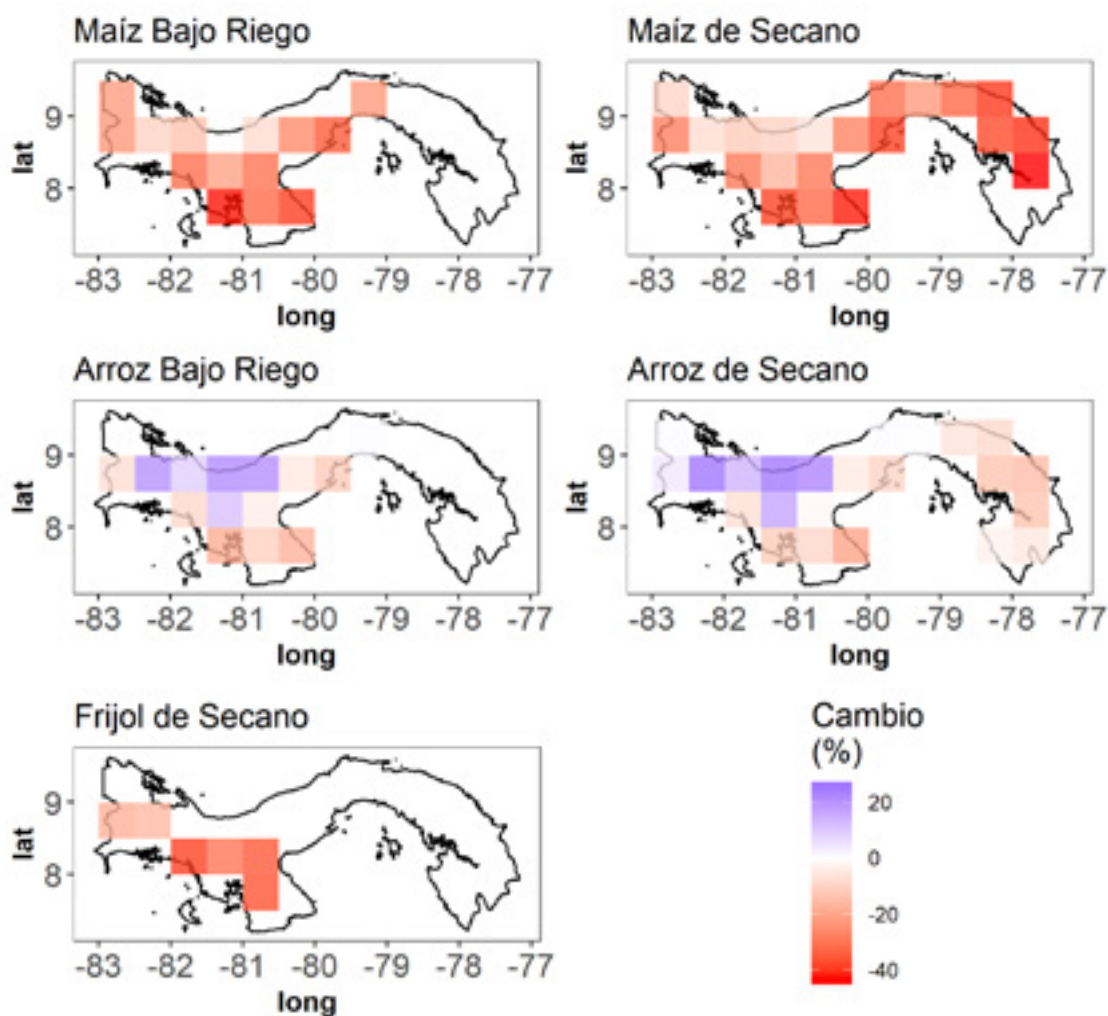 Maíz Bajo Riego
Maíz de Secano
lat
9
8
-83 -82 -81 -80 -79 -78 -77
long
lat
9
8
-83 -82 -81 -80 -79 -78 -77
long
Arroz Bajo Riego
Arroz de Secano
lat
9
8
-83 -82 -81 -80 -79 -78 -77
long
lat
9
8
-83 -82 -81 -80 -79 -78 -77
long
Frijol de Secano
lat
9
8
-83 -82 -81 -80 -79 -78 -77
long
Cambio
(%)
20
0
-20
-40